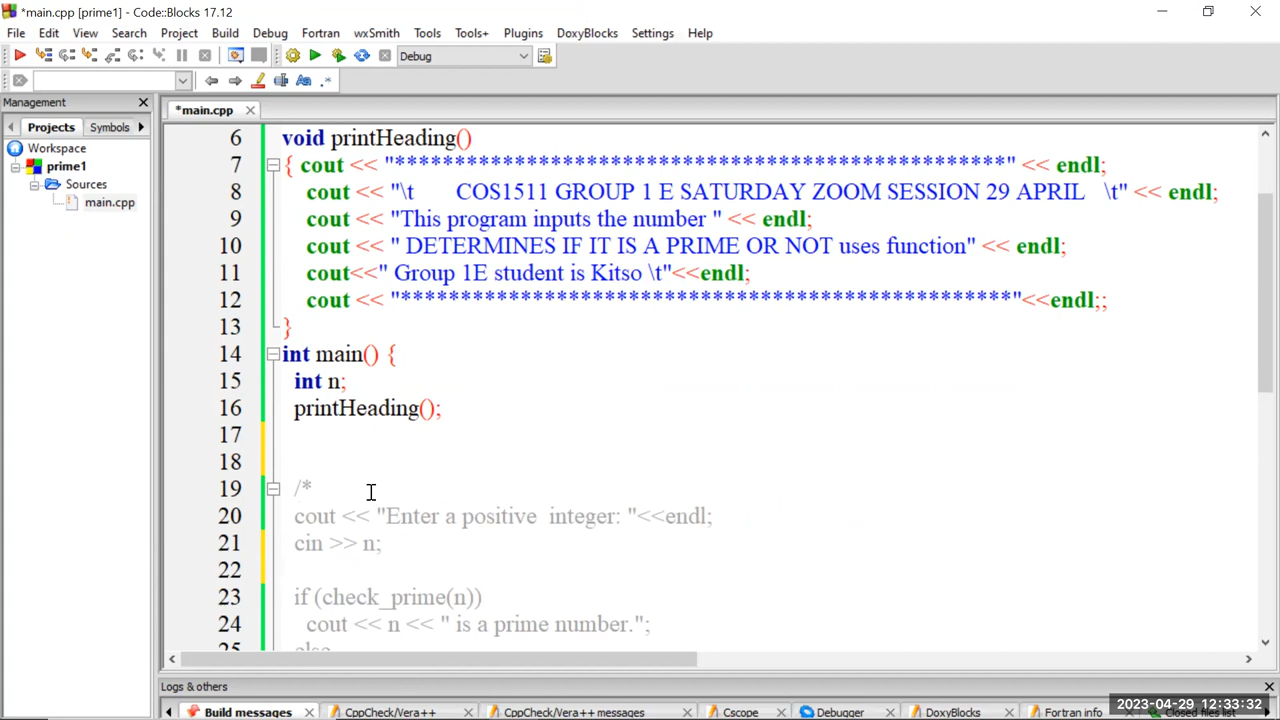 *main.cpp [prime1] - Code::Blocks 17.12
File Edit View Search Project Build Debug Fortran wxSmith Tools Tools+ Plugins DoxyBlocks Settings Help
Debug
Management
*main.cpp
Projects Symbols
Workspace
prime1
Sources
main.cpp
6 void printHeading()
7 { cout << "**************************************************" << endl;
8 cout << "\t COS1511 GROUP 1 E SATURDAY ZOOM SESSION 29 APRIL \t" << endl;
9 cout << "This program inputs the number " << endl;
10 cout << " DETERMINES IF IT IS A PRIME OR NOT uses function" << endl;
11 cout<<" Group 1E student is Kitso \t"<<endl;
12 cout << "**************************************************"<<endl;;
13 }
14 int main() {
15 int n;
16 printHeading();
17
18
19 /*
20 cout << "Enter a positive  integer: "<<endl;
21 cin >> n;
22
23 if (check_prime(n))
24 cout << n << " is a prime number.";
25 else
Logs & others
Build messages CppCheck/Vera++ CppCheck/Vera++ messages Cscope Debugger DoxyBlocks Fortran info Closed files list
2023-04-29 12:33:32